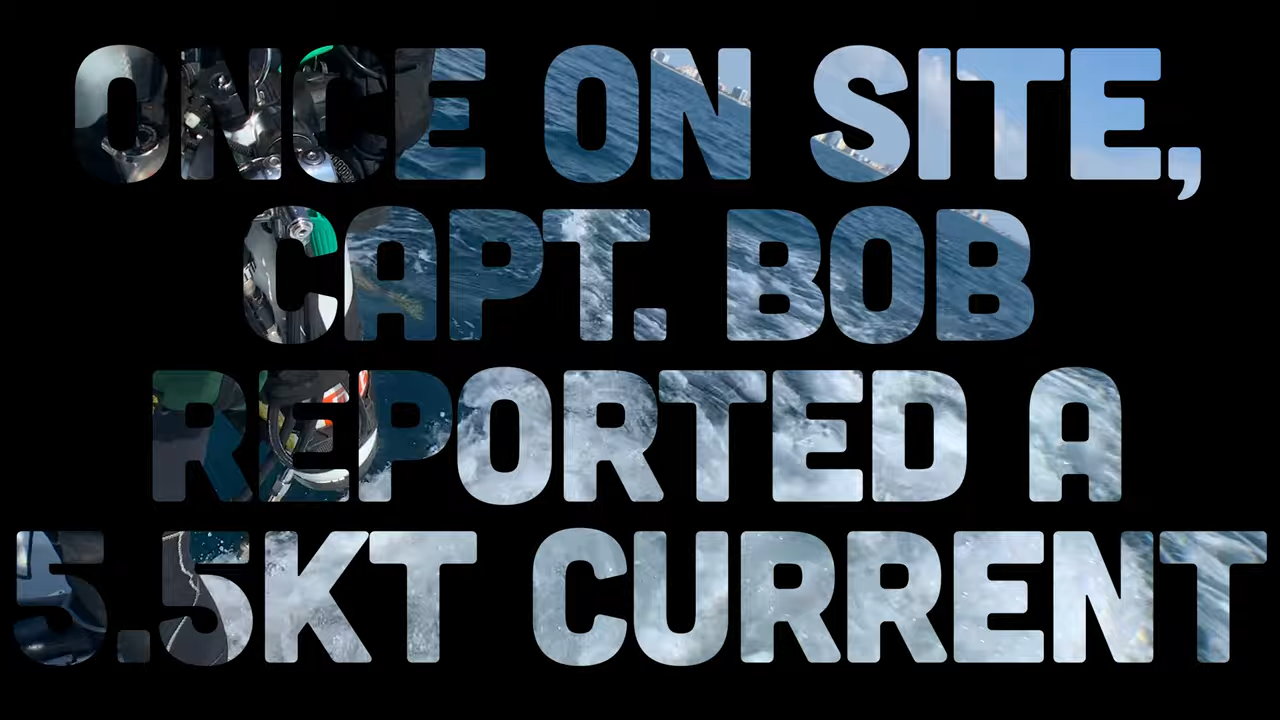 ONCE ON SITE,
CAPT. BOB
REPORTED A
5.5KT CURRENT